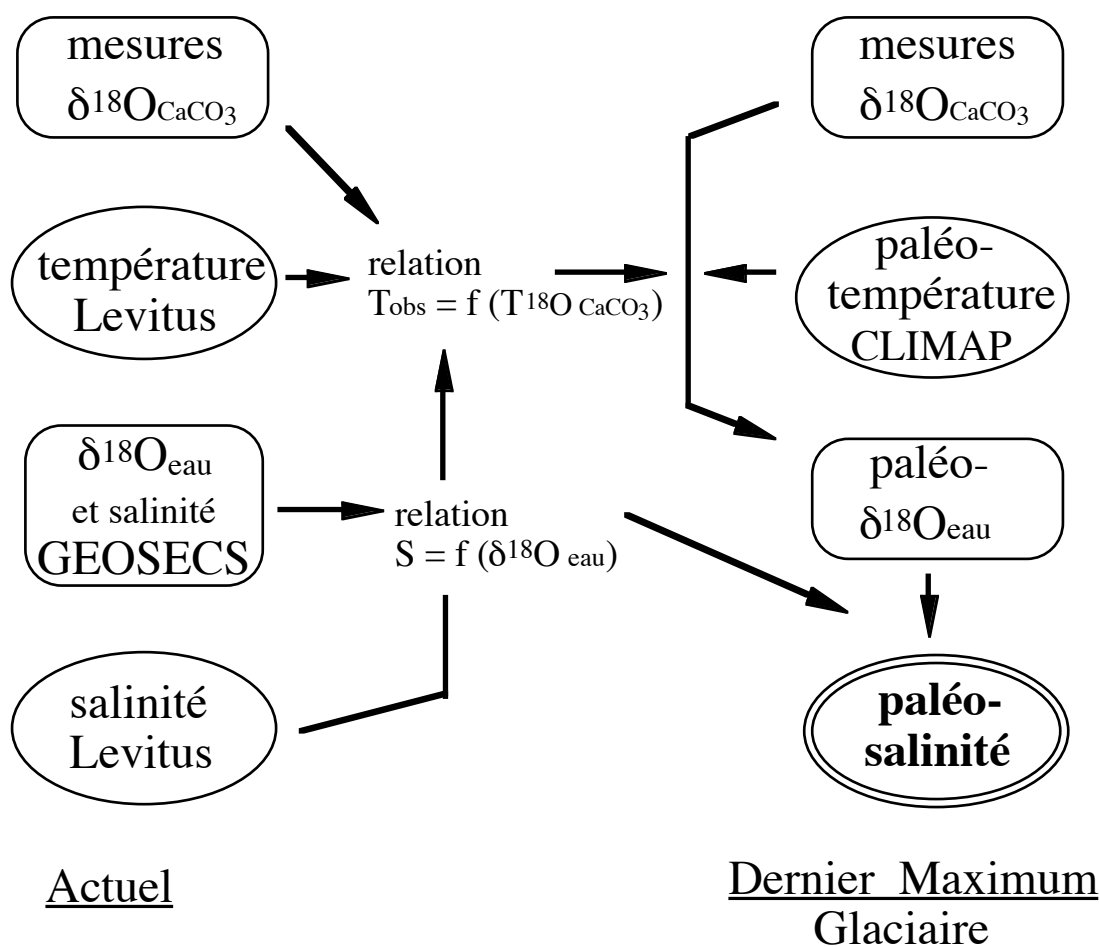 mesures
δ18OCaCO3
température
Levitus
δ18Oeau
et salinité
GEOSECS
salinité
Levitus
Actuel
relation
Tobs = f (T18O CaCO3)
relation
S = f (δ18O eau)
mesures
δ18OCaCO3
paléo-
température
CLIMAP
paléo-
δ18Oeau
paléo-
salinité
Dernier Maximum
Glaciaire